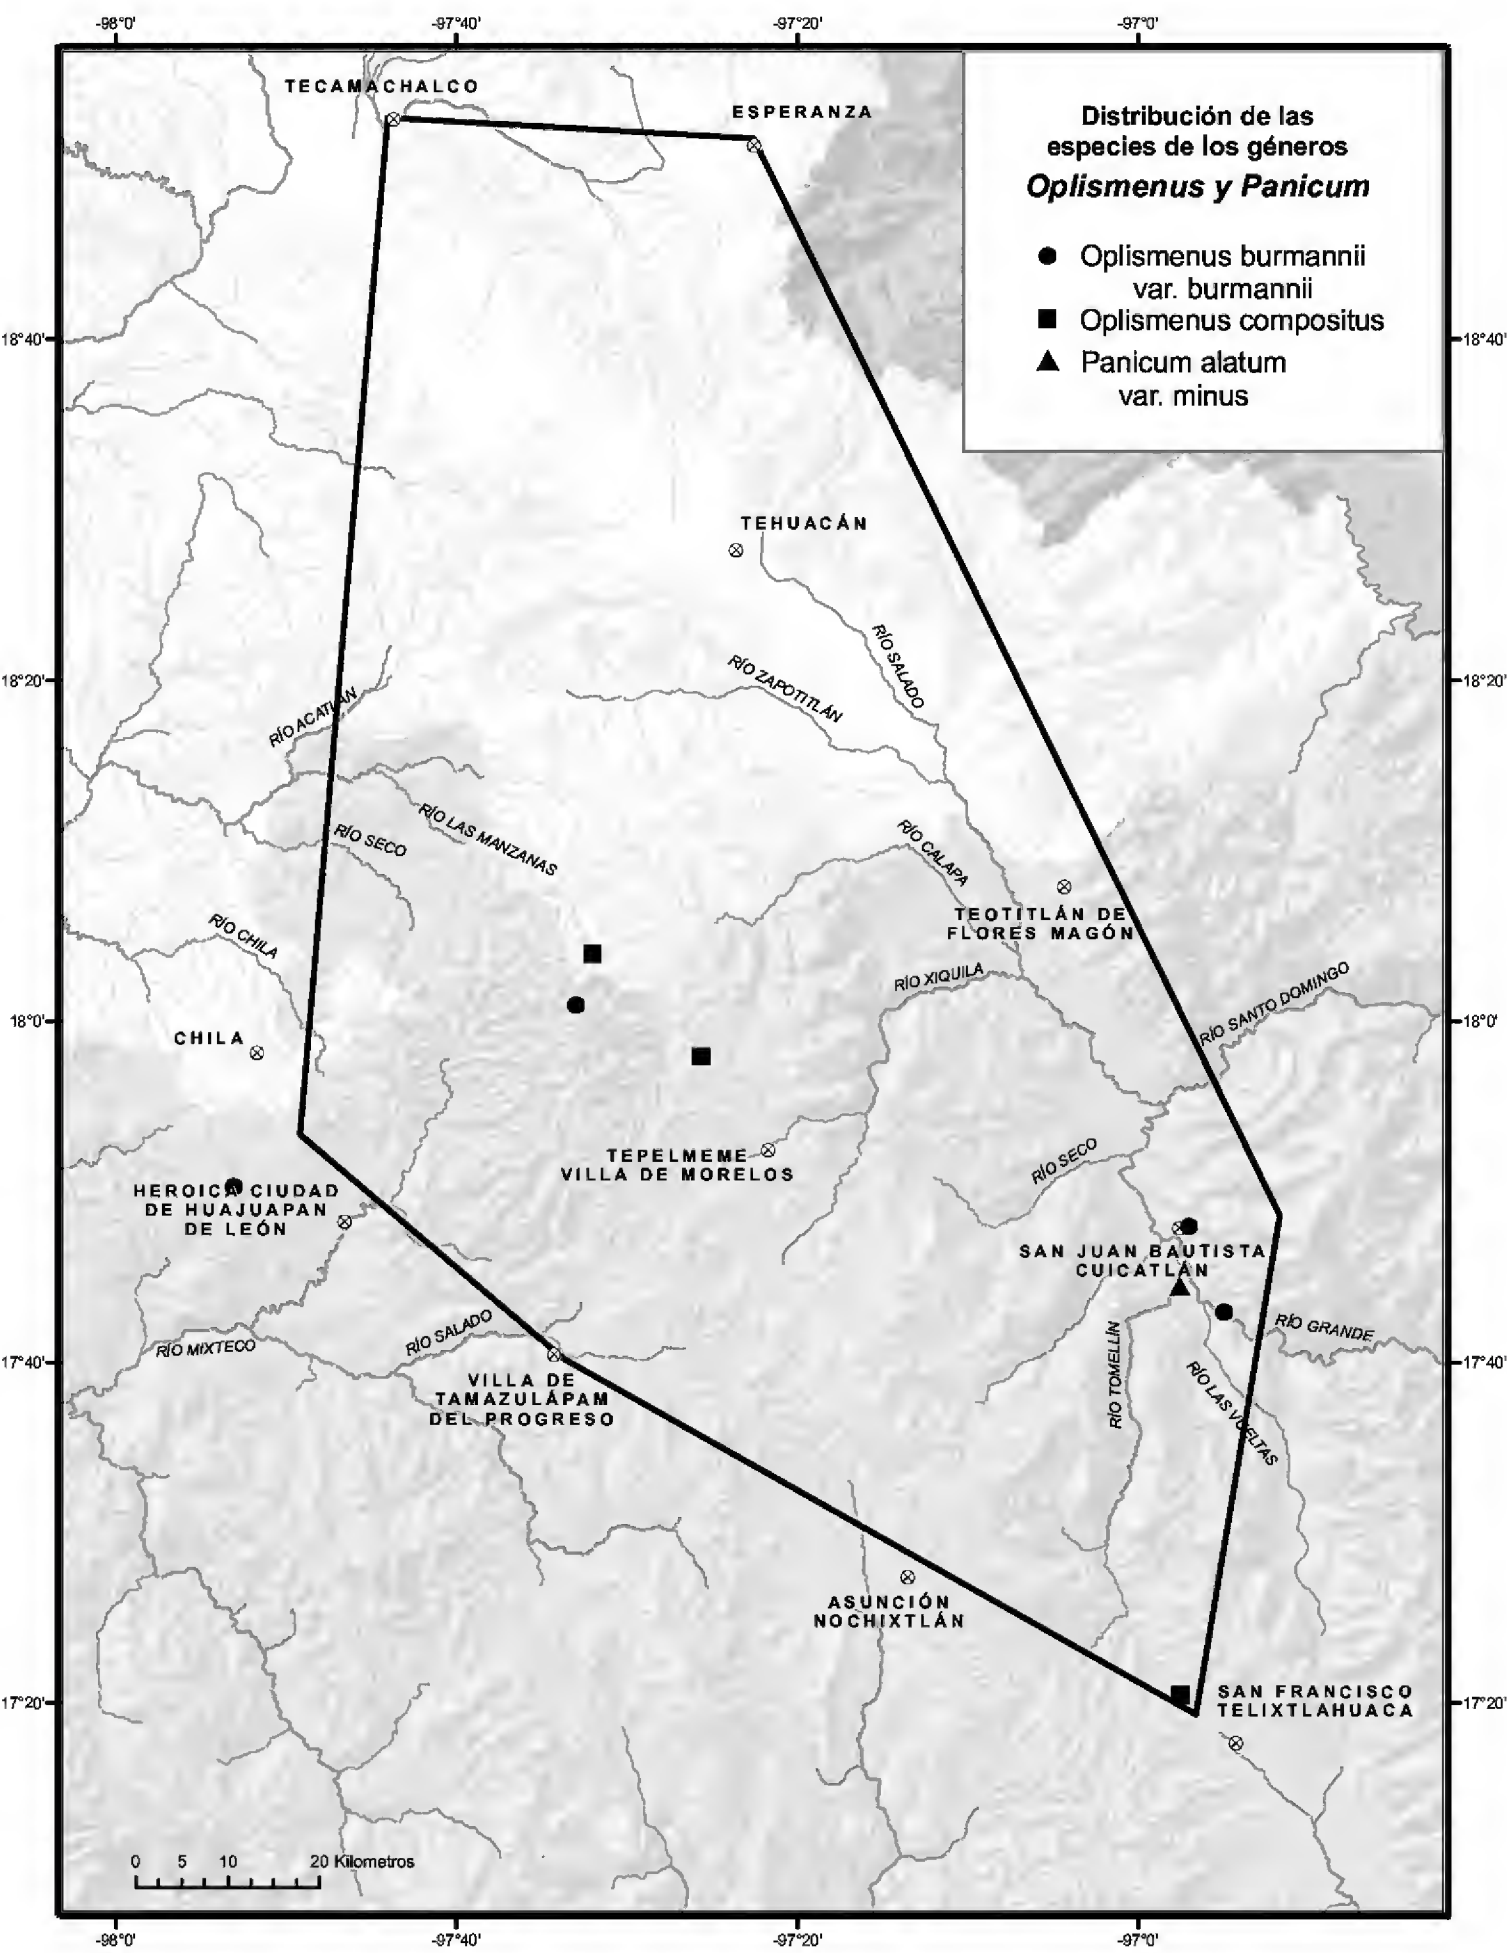 -98°0' -97°40' -97°20' -97°0'
TECAMACHALCO
ESPERANZA
Distribución de las
especies de los géneros
Oplismenus y Panicum
Oplismenus burmannii
var. burmannii
Oplismenus compositus
Panicum alatum
var. minus
18°40' 18°40'
TEHUACÁN
RÍO SALADO
RÍO ZAPOTITLÁN
18°20' 18°20'
RÍO ACATLÁN
RÍO LAS MANZANAS
RÍO SECO
RÍO CALAPA
TEOTITLÁN DE
FLORES MAGÓN
RÍO CHILA
RÍO XIQUILA
RÍO SANTO DOMINGO
18°0' 18°0'
CHILA
TEPELMEME
VILLA DE MORELOS
RÍO SECO
HEROICA CIUDAD
DE HUAJUAPAN
DE LEÓN
SAN JUAN BAUTISTA
CUICATLÁN
RÍO GRANDE
RÍO MIXTECO
RÍO SALADO
RÍO TOMELLÍN
RÍO LAS VUELTAS
17°40' 17°40'
VILLA DE
TAMAZULÁPAM
DEL PROGRESO
ASUNCIÓN
NOCHIXTLÁN
17°20' 17°20'
SAN FRANCISCO
TELIXTLAHUACA
0 5 10 20 Kilometros
-98°0' -97°40' -97°20' -97°0'